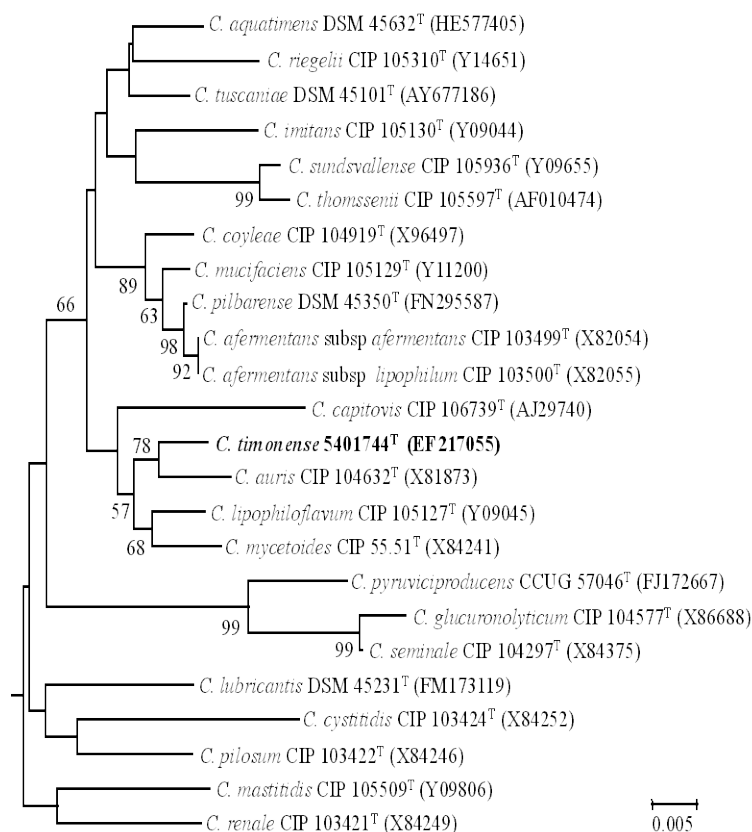 C. aquatimens DSM 45632ᵀ (HE577405)
C. riegelii CIP 105310ᵀ (Y14651)
C. tuscaniae DSM 45101ᵀ (AY677186)
C. imitans CIP 105130ᵀ (Y09044)
C. sundsvallense CIP 105936ᵀ (Y09655)
99 C. thomssenii CIP 105597ᵀ (AF010474)
C. coyleae CIP 104919ᵀ (X96497)
C. mucifaciens CIP 105129ᵀ (Y11200)
89
66
C. pilbarense DSM 45350ᵀ (FN295587)
63
C. afermentans subsp afermentans CIP 103499ᵀ (X82054)
98
92 C. afermentans subsp lipophilum CIP 103500ᵀ (X82055)
C. capitovis CIP 106739ᵀ (AJ29740)
78 C. timonense 5401744ᵀ (EF217055)
C. auris CIP 104632ᵀ (X81873)
57 C. lipophiloflavum CIP 105127ᵀ (Y09045)
68 C. mycetoides CIP 55.51ᵀ (X84241)
C. pyruviciproducens CCUG 57046ᵀ (FJ172667)
C. glucuronolyticum CIP 104577ᵀ (X86688)
99
99 C. seminale CIP 104297ᵀ (X84375)
C. lubricantis DSM 45231ᵀ (FM173119)
C. cystitidis CIP 103424ᵀ (X84252)
C. pilosum CIP 103422ᵀ (X84246)
C. mastitidis CIP 105509ᵀ (Y09806)
C. renale CIP 103421ᵀ (X84249)
0.005